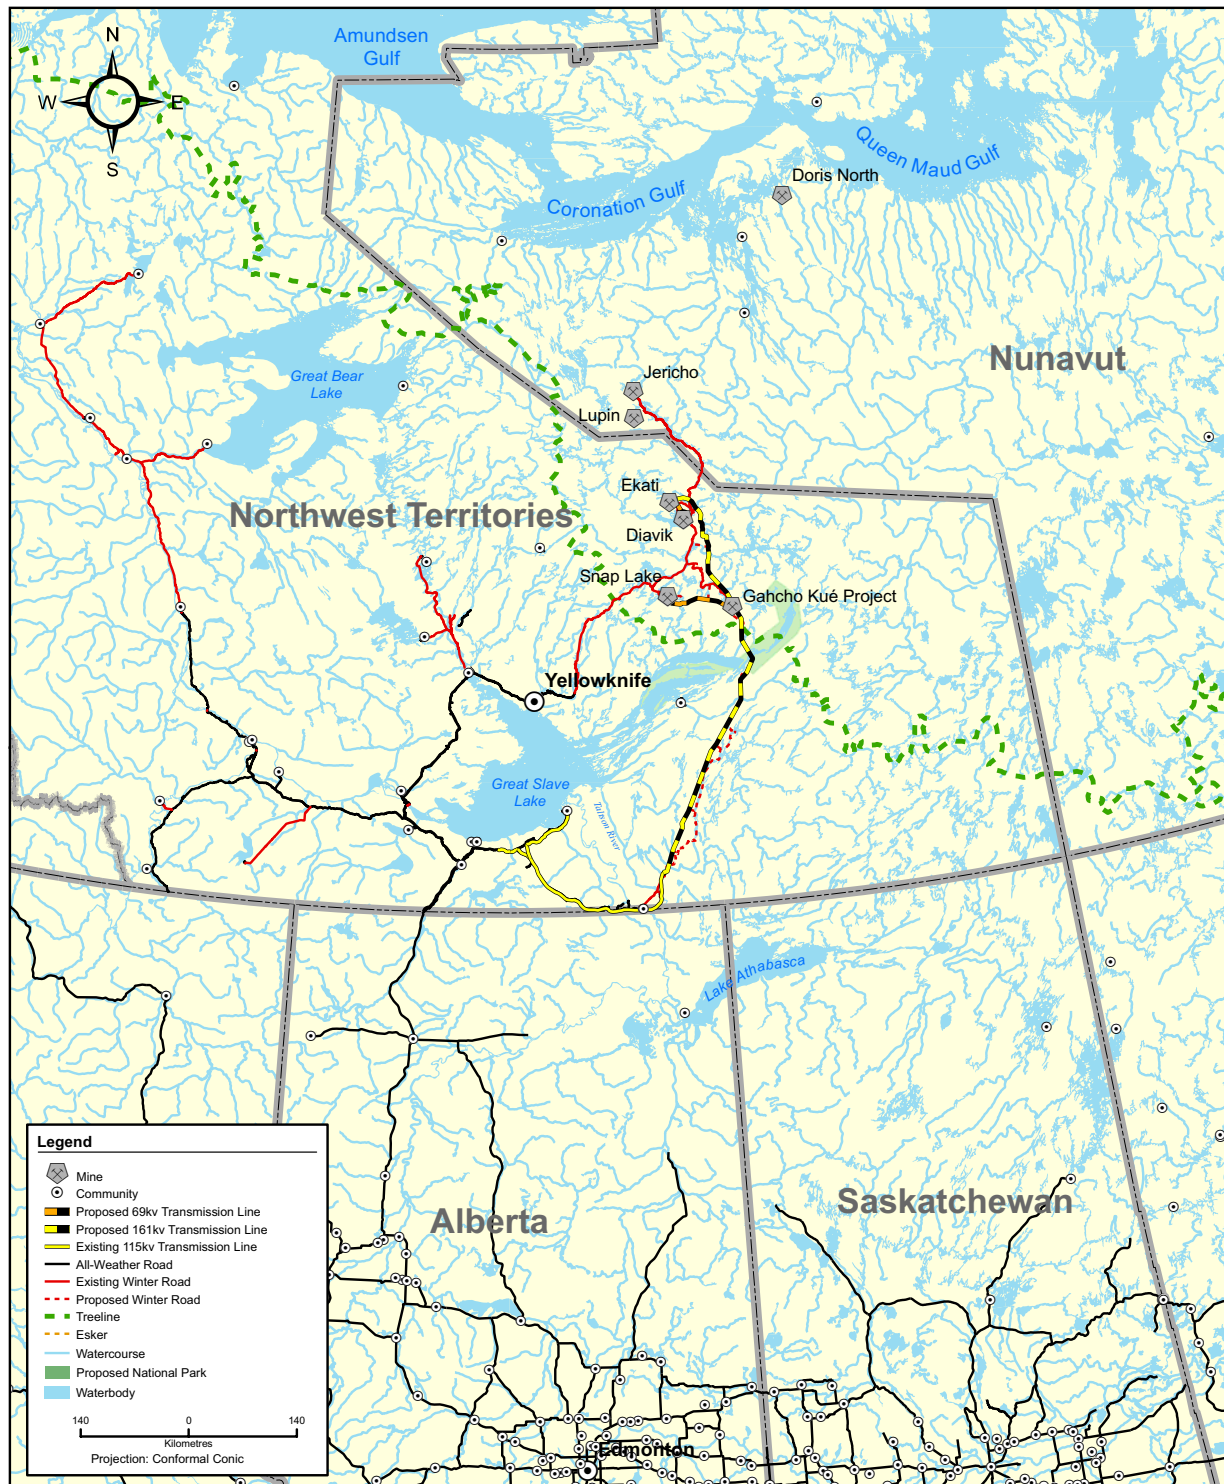 Amundsen
Gulf
N
W
E
S
Queen Maud Gulf
Doris North
Coronation Gulf
Nunavut
Great Bear
Lake
Jericho
Lupin
Ekati
Northwest Territories
Diavik
Snap Lake
Gahcho Kué Project
Yellowknife
Great Slave
Lake
Taltson River
Lake Athabasca
Legend
Mine
Community
Proposed 69kv Transmission Line
Proposed 161kv Transmission Line
Existing 115kv Transmission Line
All-Weather Road
Existing Winter Road
Proposed Winter Road
Treeline
Esker
Watercourse
Proposed National Park
Waterbody
140
0
140
Kilometres
Projection: Conformal Conic
Alberta
Saskatchewan
Edmonton